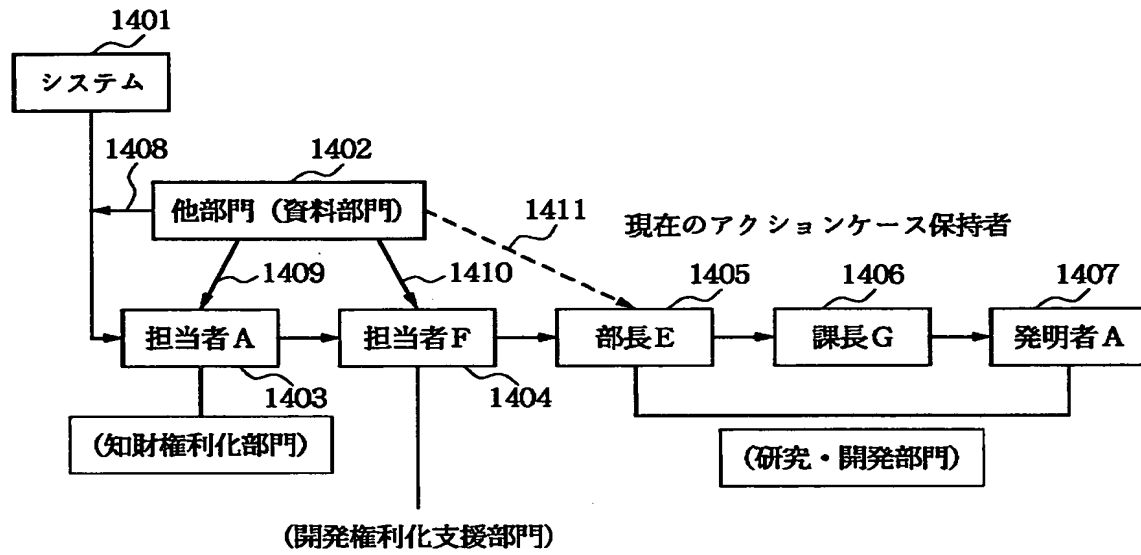 1401
システム
1408
1402
他部門（資料部門）
1411
現在のアクションケース保持者
1409
1410
1405
1406
1407
担当者A
担当者F
部長E
課長G
発明者A
1403
1404
（知財権利化部門）
（研究・開発部門）
（開発権利化支援部門）